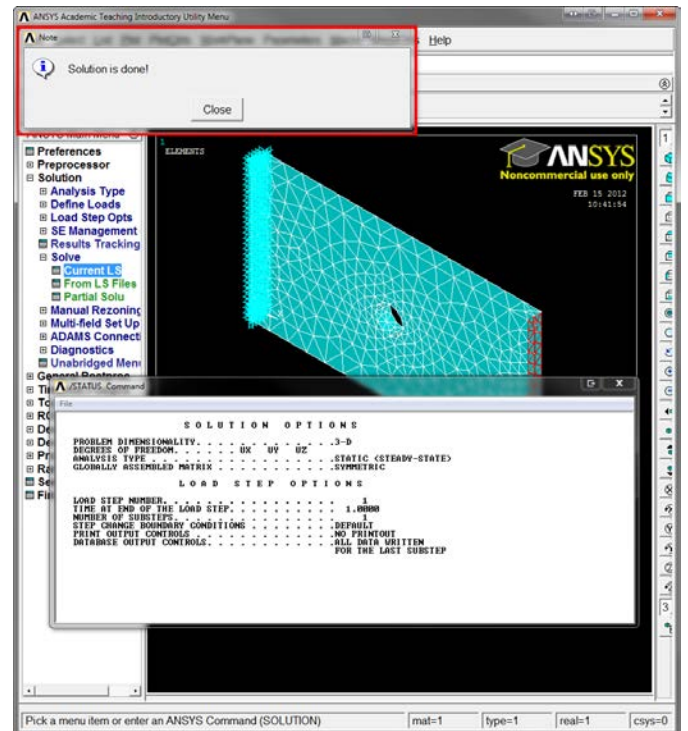 ANSYS Academic Teaching Introductory Utility Menu
Note
Help
Solution is done!
Close
ANSYS Main Menu
Preferences
Preprocessor
Solution
Analysis Type
Define Loads
Load Step Opts
SE Management
Results Tracking
Solve
Current LS
From LS Files
Partial Solu
Manual Rezoning
Multi-field Set Up
ADAMS Connecti
Diagnostics
Unabridged Menu
1
ELEMENTS
ANSYS
Noncommercial use only
FEB 15 2012
10:41:54
1
/STATUS Command
File
SOLUTION OPTIONS
PROBLEM DIMENSIONALITY. . . . . . . . . . . . .3-D
DEGREES OF FREEDOM. . . . . . UX UY UZ
ANALYSIS TYPE . . . . . . . . . . . . . . . . .STATIC (STEADY-STATE)
GLOBALLY ASSEMBLED MATRIX . . . . . . . . . . .SYMMETRIC
LOAD STEP OPTIONS
LOAD STEP NUMBER. . . . . . . . . . . . . . . . 1
TIME AT END OF THE LOAD STEP. . . . . . . . . . 1.0000
NUMBER OF SUBSTEPS. . . . . . . . . . . . . . . 1
STEP CHANGE BOUNDARY CONDITIONS . . . . . . . .DEFAULT
PRINT OUTPUT CONTROLS . . . . . . . . . . . . .NO PRINTOUT
DATABASE OUTPUT CONTROLS. . . . . . . . . . . .ALL DATA WRITTEN
FOR THE LAST SUBSTEP
3
Pick a menu item or enter an ANSYS Command (SOLUTION)
mat=1
type=1
real=1
csys=0